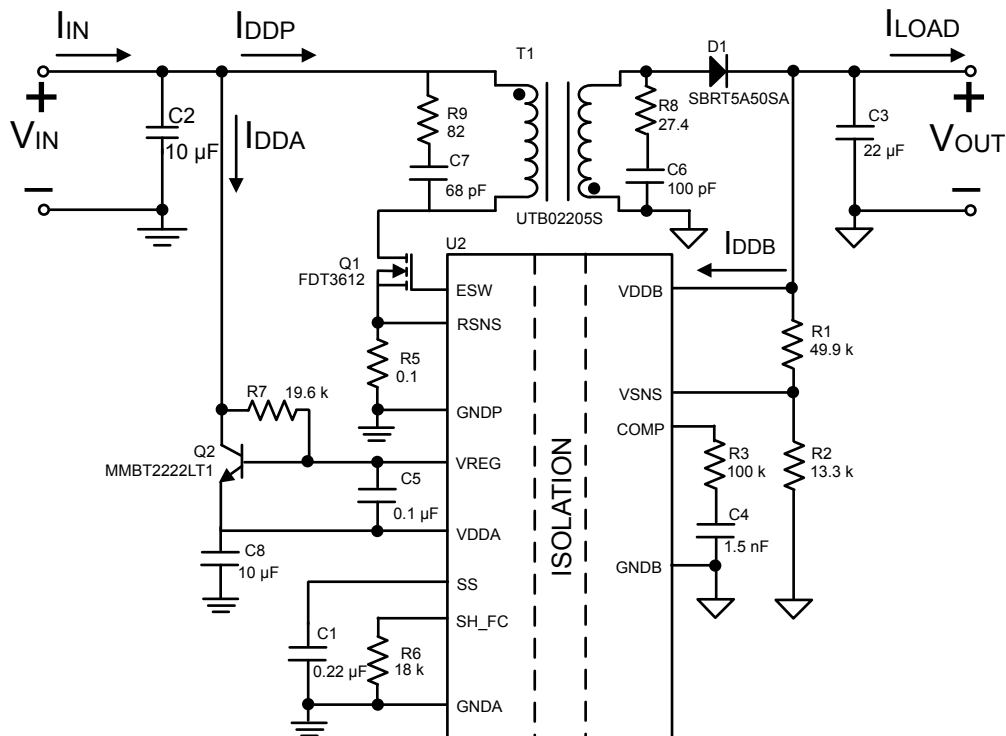 IIN
IDDP
T1
D1
SBRT5A50SA
ILOAD
+
VIN
−
C2
10 µF
IDDA
R9
82
C7
68 pF
UTB02205S
R8
27.4
C6
100 pF
C3
22 µF
+
VOUT
−
Q1
FDT3612
U2
ESW
RSNS
R5
0.1
GNDP
IDDB
VDDB
R1
49.9 k
VSNS
R7
19.6 k
Q2
MMBT2222LT1
VREG
C5
0.1 µF
VDDA
C8
10 µF
ISOLATION
COMP
R3
100 k
R2
13.3 k
C4
1.5 nF
GNDB
SS
SH_FC
C1
0.22 µF
R6
18 k
GNDA